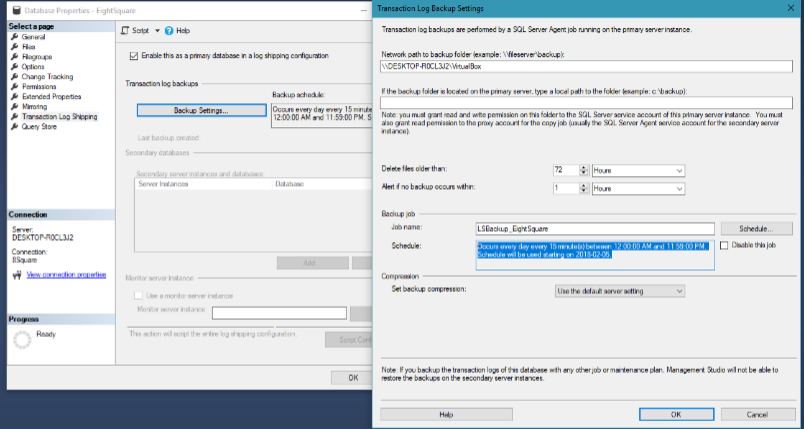 Database Properties - EightSquare
Select a page
General
Files
Filegroups
Options
Change Tracking
Permissions
Extended Properties
Mirroring
Transaction Log Shipping
Query Store
Connection
Server:
DESKTOP-R0CL3J2
Connection:
8Square
View connection properties
Progress
Ready
Script
Help
Enable this as a primary database in a log shipping configuration
Transaction log backups
Backup schedule:
Backup Settings...
Occurs every day every 15 minute
12:00:00 AM and 11:59:00 PM. S
Last backup created:
Secondary databases
Secondary server instances and databases
Server Instances
Database
Add
Monitor server instance:
Use a monitor server instance
Monitor server instance:
This action will script the entire log shipping configuration.
Script Conf
OK
Transaction Log Backup Settings
Transaction log backups are performed by a SQL Server Agent job running on the primary server instance.
Network path to backup folder (example: \\fileserver\backup):
\\DESKTOP-R0CL3J2\VirtualBox
If the backup folder is located on the primary server, type a local path to the folder (example: c:\backup):
Note: you must grant read and write permission on this folder to the SQL Server service account of this primary server instance. You must
also grant read permission to the proxy account for the copy job (usually the SQL Server Agent service account for the secondary server
instance).
Delete files older than:
72
Hours
Alert if no backup occurs within:
1
Hours
Backup job
Job name:
LSBackup_EightSquare
Schedule...
Schedule:
Occurs every day every 15 minute(s) between 12:00:00 AM and 11:59:00 PM.
Schedule will be used starting on 2018-02-05.
Disable this job
Compression
Set backup compression:
Use the default server setting
Note: If you backup the transaction logs of this database with any other job or maintenance plan, Management Studio will not be able to
restore the backups on the secondary server instances.
Help
OK
Cancel